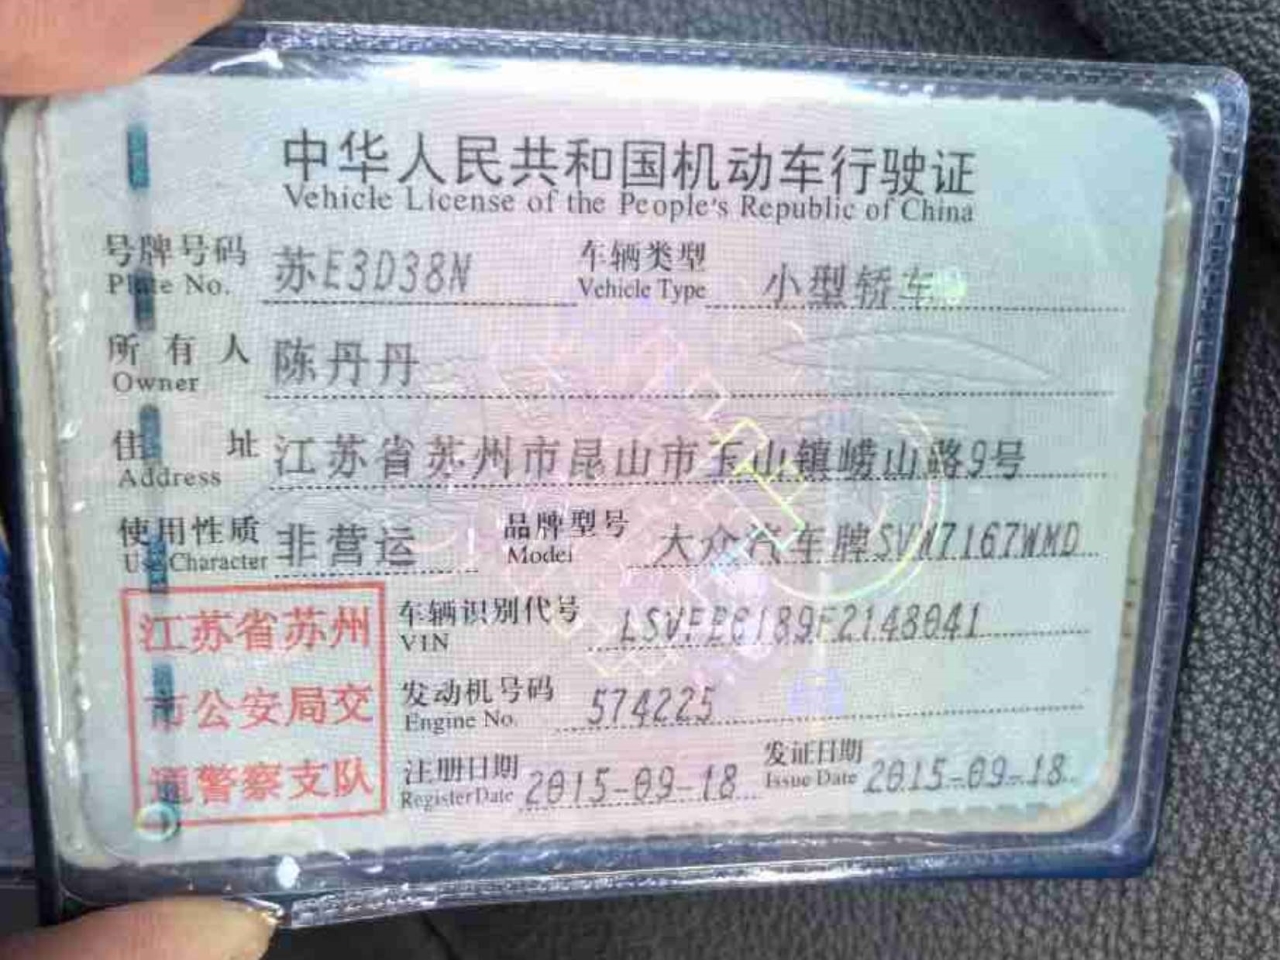 中华人民共和国机动车行驶证
Vehicle License of the People's Republic of China
号牌号码 苏E3D38N 车辆类型 小型轿车
Plate No. Vehicle Type
所有人 陈丹丹
Owner
住址 江苏省苏州市昆山市玉山镇崂山路9号
Address
使用性质 非营运 品牌型号 大众汽车牌SVW7167WMD
Use Character Model
江苏省苏州
市公安局交
通警察支队
车辆识别代号
VIN
发动机号码 574225
Engine No.
注册日期 2015-09-18 发证日期 2015-09-18
Register Date Issue Date